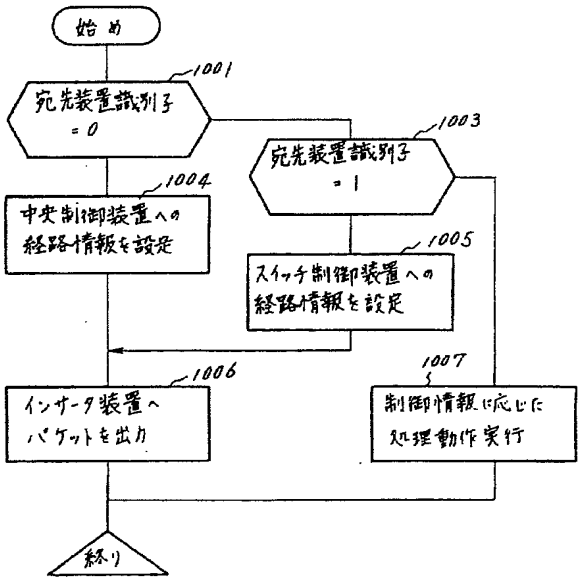 始め
1001
宛先装置識別子
= 0
1003
宛先装置識別子
= 1
1004
中央制御装置への
経路情報を設定
1005
スイッチ制御装置への
経路情報を設定
1006
インサータ装置へ
パケットを出力
1007
制御情報に応じた
処理動作実行
終り